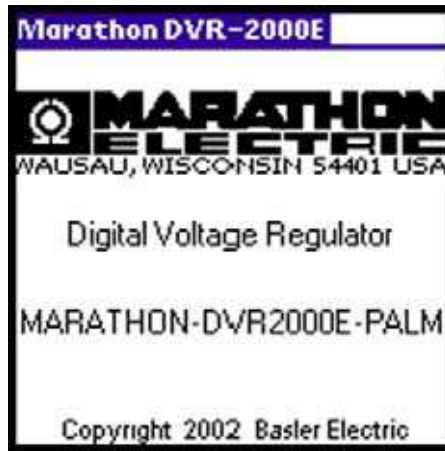 Marathon DVR-2000E
MARATHON
ELECTRIC
WAUSAU, WISCONSIN 54401 USA
Digital Voltage Regulator
MARATHON-DVR2000E-PALM
Copyright 2002 Basler Electric